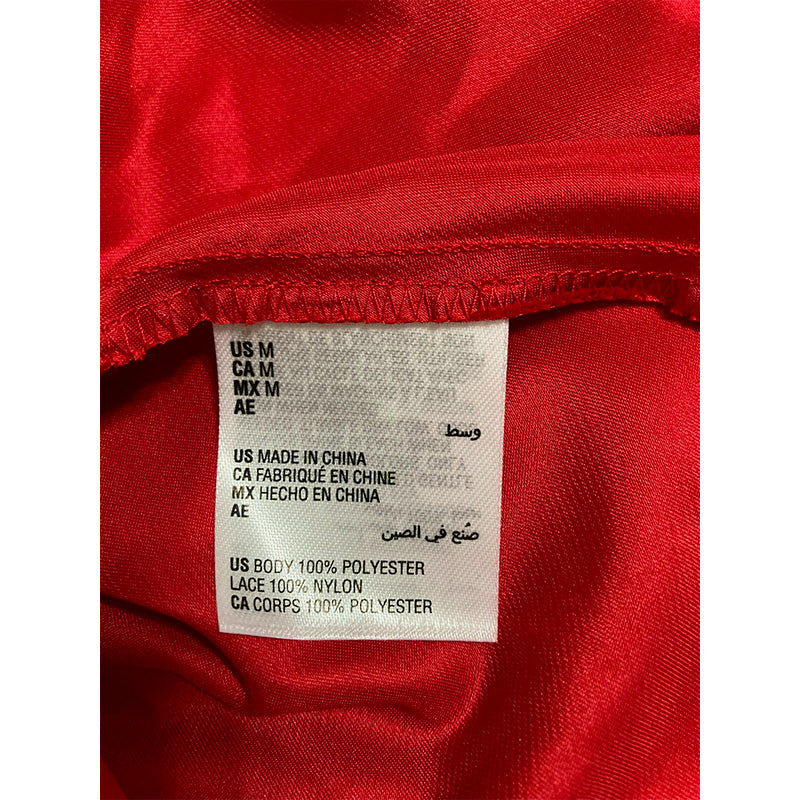 US M
CA M
MX M
AE
وسط
US MADE IN CHINA
CA FABRIQUÉ EN CHINE
MX HECHO EN CHINA
AE
صُنع في الصين
US BODY 100% POLYESTER
LACE 100% NYLON
CA CORPS 100% POLYESTER